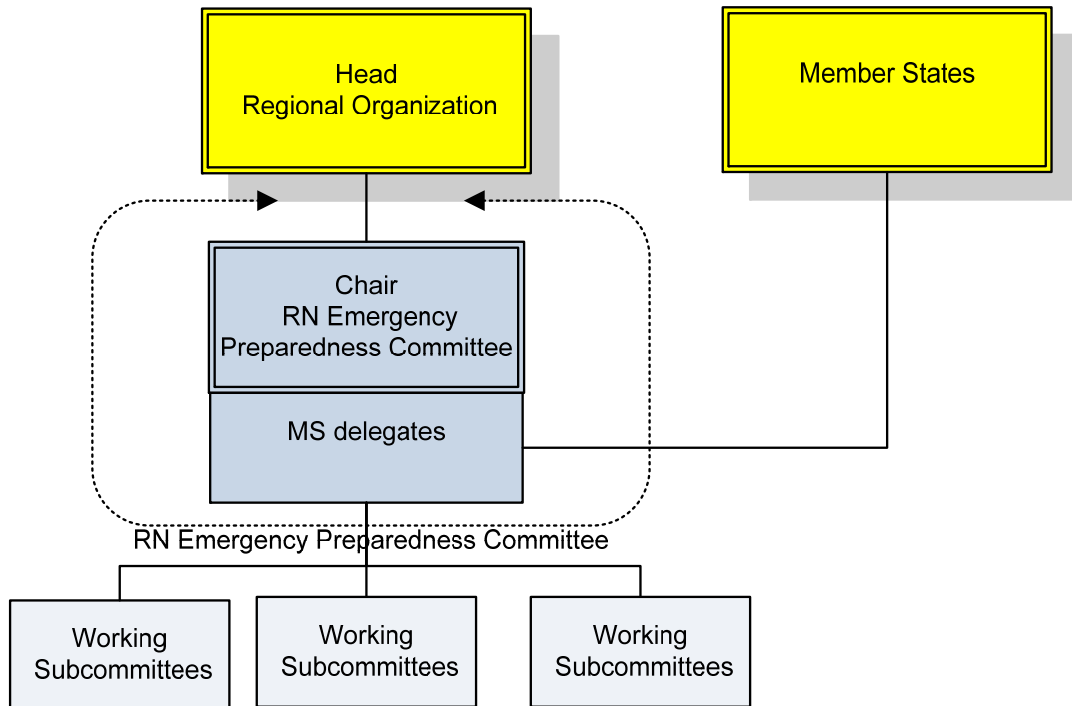 Head
Regional Organization
Member States
Chair
RN Emergency
Preparedness Committee
MS delegates
RN Emergency Preparedness Committee
Working
Subcommittees
Working
Subcommittees
Working
Subcommittees